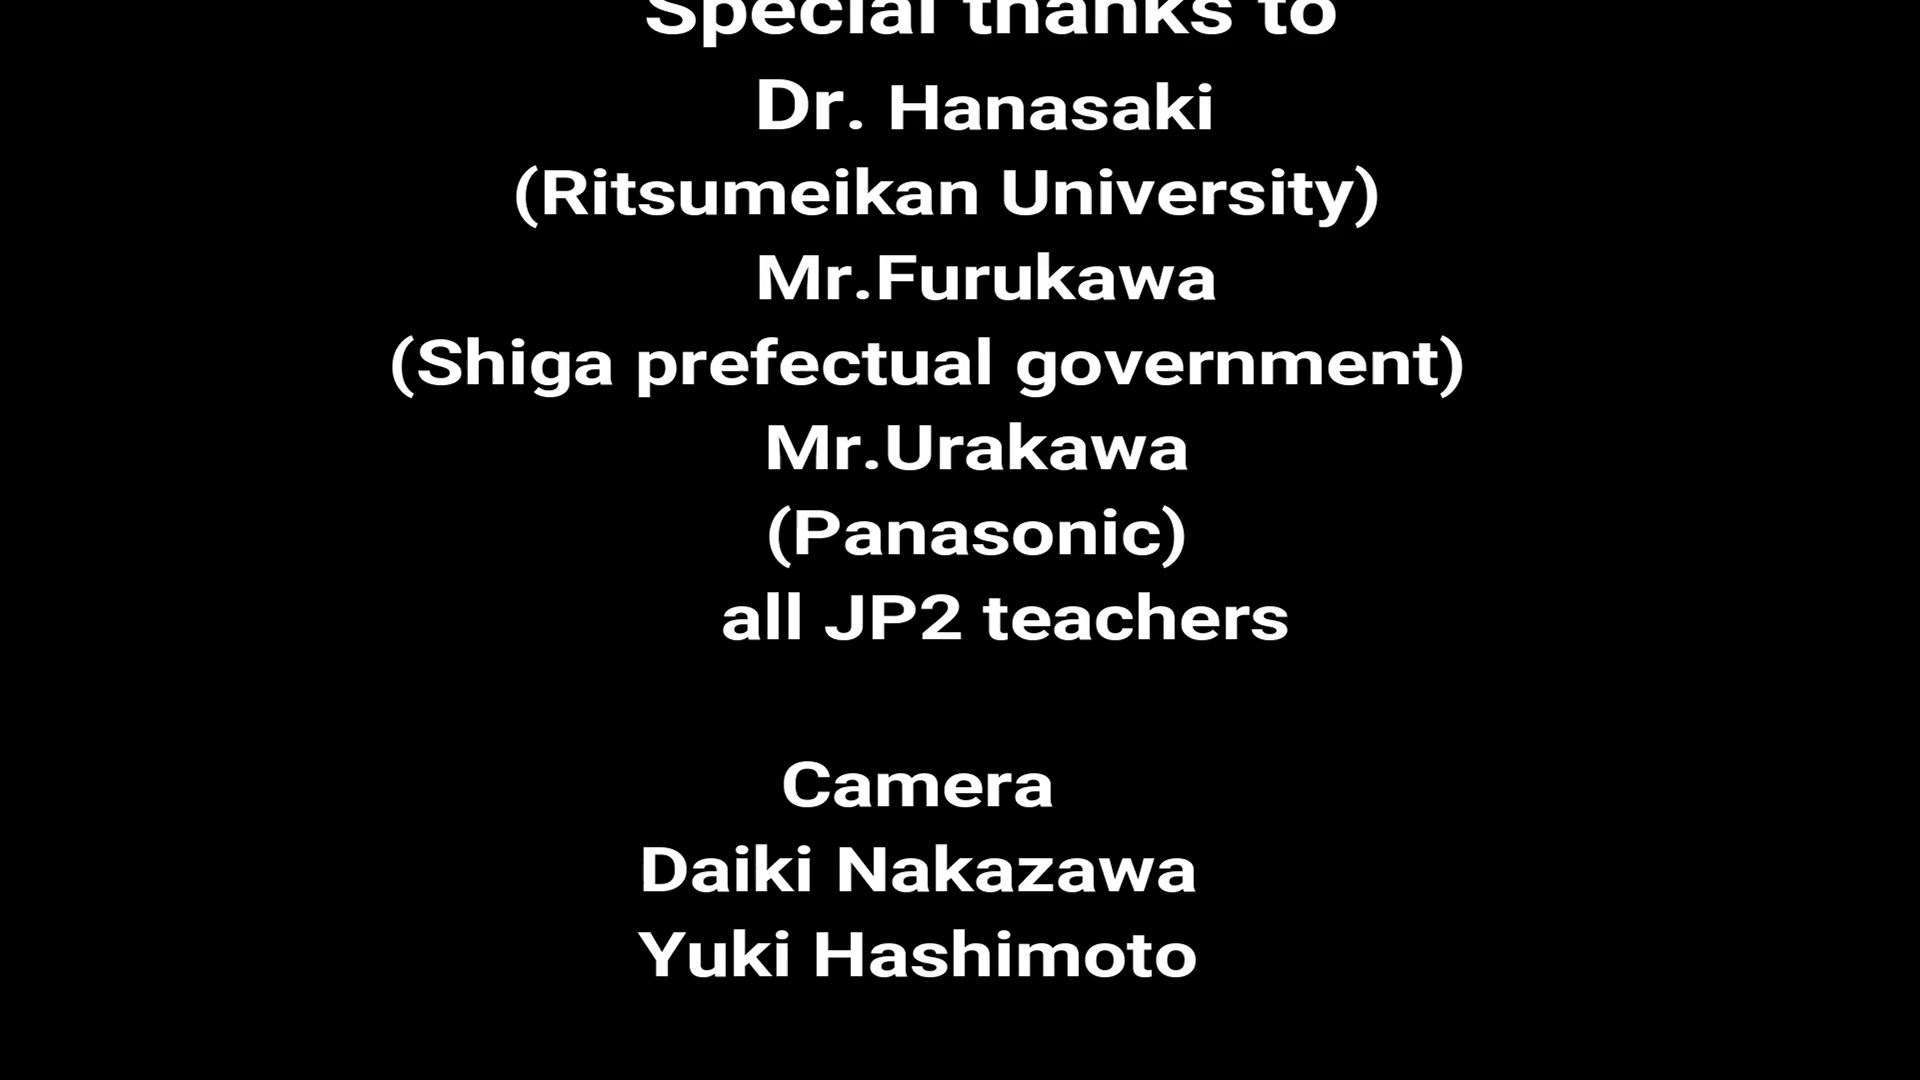 Special thanks to
Dr. Hanasaki
(Ritsumeikan University)
Mr.Furukawa
(Shiga prefectual government)
Mr.Urakawa
(Panasonic)
all JP2 teachers
Camera
Daiki Nakazawa
Yuki Hashimoto